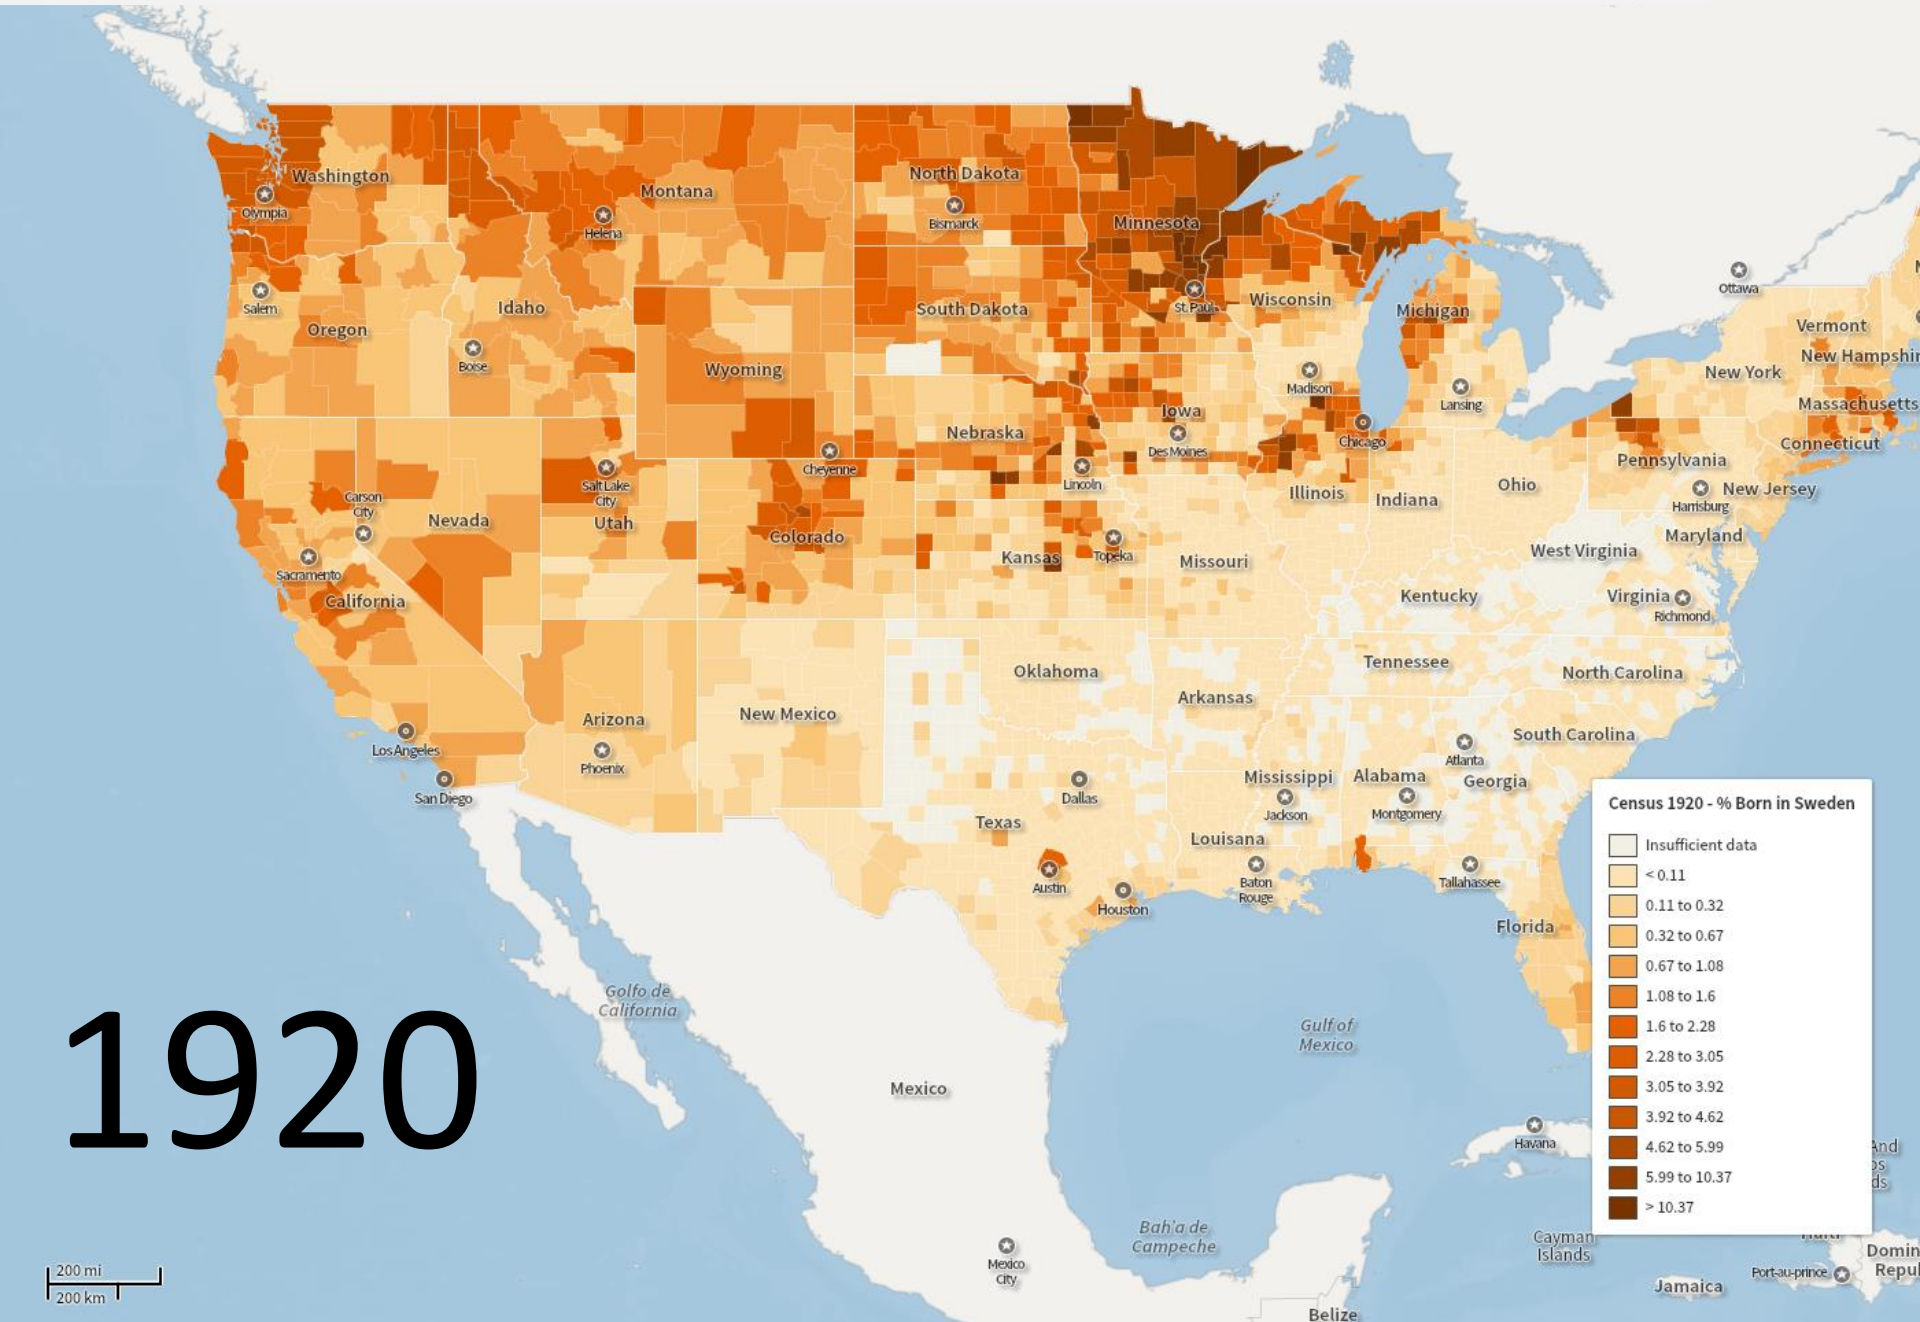 Ottawa
Washington
Olympia
Montana
Helena
North Dakota
Bismarck
Minnesota
St. Paul
Wisconsin
Michigan
Vermont
New Hampshir
New York
Massachusetts
Connecticut
Salem
Oregon
Idaho
Boise
Wyoming
South Dakota
Madison
Lansing
Iowa
Des Moines
Chicago
Nebraska
Lincoln
Cheyenne
Salt Lake
City
Utah
Carson
City
Nevada
Sacramento
California
Colorado
Kansas
Topeka
Missouri
Illinois
Indiana
Ohio
Pennsylvania
Harrisburg
New Jersey
Maryland
West Virginia
Virginia
Richmond
Kentucky
Tennessee
North Carolina
South Carolina
Oklahoma
Arkansas
Arizona
Phoenix
New Mexico
Los Angeles
San Diego
Dallas
Texas
Austin
Houston
Mississippi
Jackson
Alabama
Montgomery
Atlanta
Georgia
Louisana
Baton
Rouge
Tallahassee
Florida
Census 1920 - % Born in Sweden
Insufficient data
< 0.11
0.11 to 0.32
0.32 to 0.67
0.67 to 1.08
1.08 to 1.6
1.6 to 2.28
2.28 to 3.05
3.05 to 3.92
3.92 to 4.62
4.62 to 5.99
5.99 to 10.37
> 10.37
1920
Golfo de
California
Gulf of
Mexico
Mexico
Havana
And
os
ds
Bah'a de
Campeche
Mexico
City
Cayman
Islands
Haiti
Port-au-prince
Domin
Repul
Jamaica
Belize
200 mi
200 km